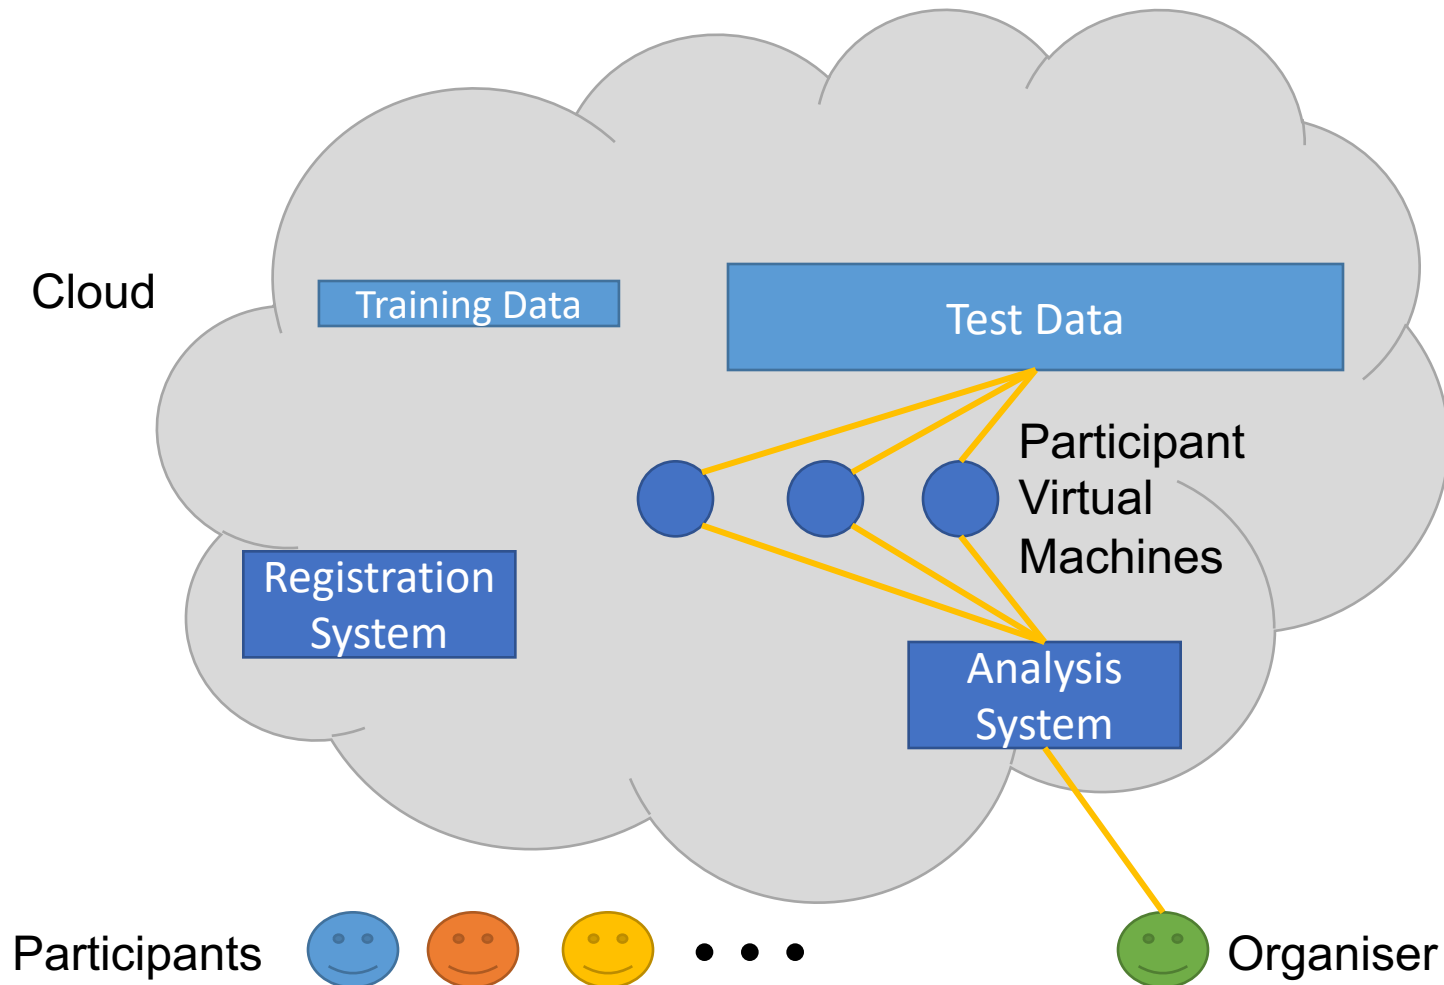 Cloud
Training Data
Test Data
Participant
Virtual
Machines
Registration
System
Analysis
System
Participants
Organiser